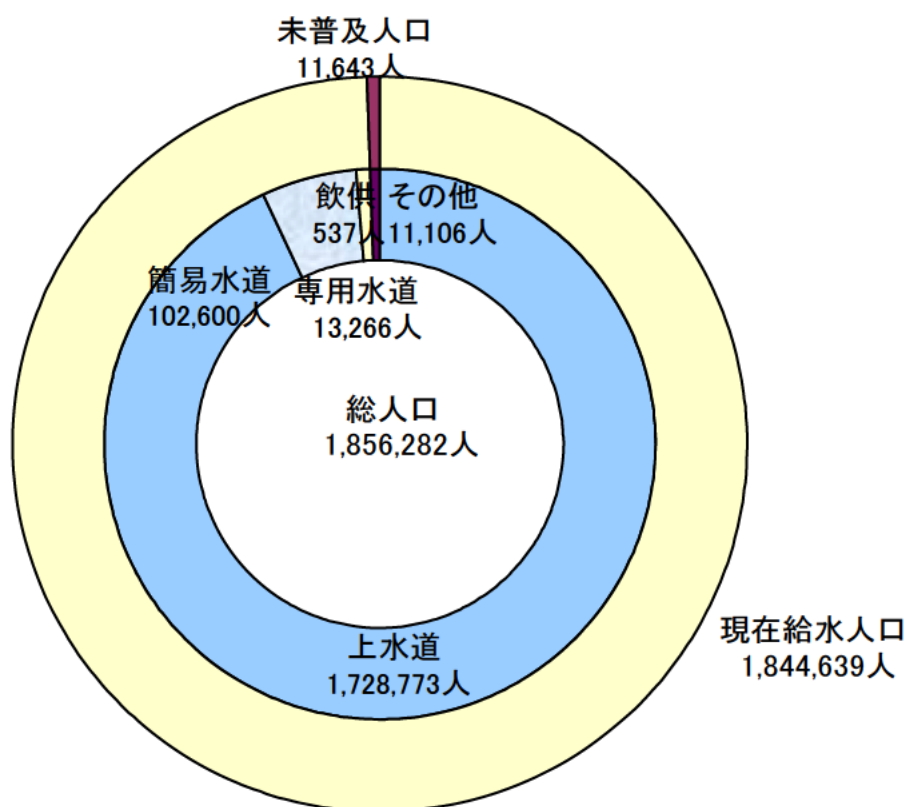 未普及人口
11,643人
飲供
537人
その他
11,106人
簡易水道
102,600人
専用水道
13,266人
総人口
1,856,282人
上水道
1,728,773人
現在給水人口
1,844,639人